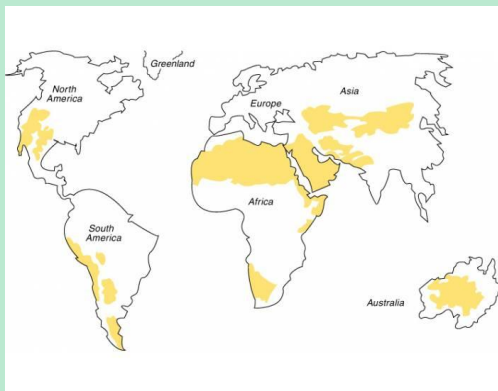 Greenland
North
America
Europe
Asia
Africa
South
America
Australia